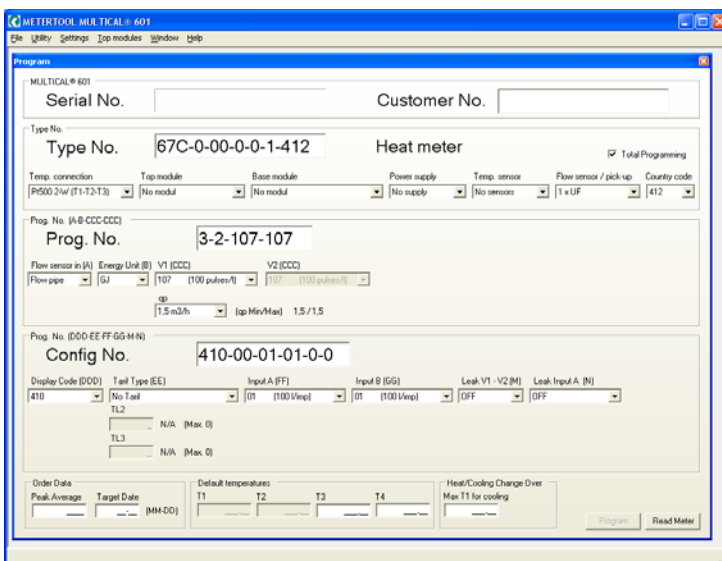 METERTOOL MULTICAL® 601
File Utility Settings Top modules Window Help
Program
MULTICAL® 601
Serial No. Customer No.
Type No.
Type No. 67C-0-00-0-0-1-412 Heat meter Total Programming
Temp. connection Top module Base module Power supply Temp. sensor Flow sensor / pick-up Country code
Pt500 2-W (T1-T2-T3) No modul No modul No supply No sensors 1 x UF 412
Prog. No. (A-B-CCC-CCC)
Prog. No. 3-2-107-107
Flow sensor in (A) Energy Unit (B) V1 (CCC) V2 (CCC)
Flow pipe GJ 107 (100 pulses/l) 107 (100 pulses/l)
qp
1,5 m3/h (qp Min/Max) 1,5 /1,5
Prog. No. (DDD-EE-FF-GG-M-N)
Config No. 410-00-01-01-0-0
Display Code (DDD) Tarif Type (EE) Input A (FF) Input B (GG) Leak V1 - V2 (M) Leak Input A (N)
410 No Tarif 01 (100 l/imp) 01 (100 l/imp) OFF OFF
TL2
N/A (Max. 0)
TL3
N/A (Max. 0)
Order Data Default temperatures Heat/Cooling Change Over
Peak Average Target Date T1 T2 T3 T4 Max T1 for cooling
(MM-DD)
Program Read Meter